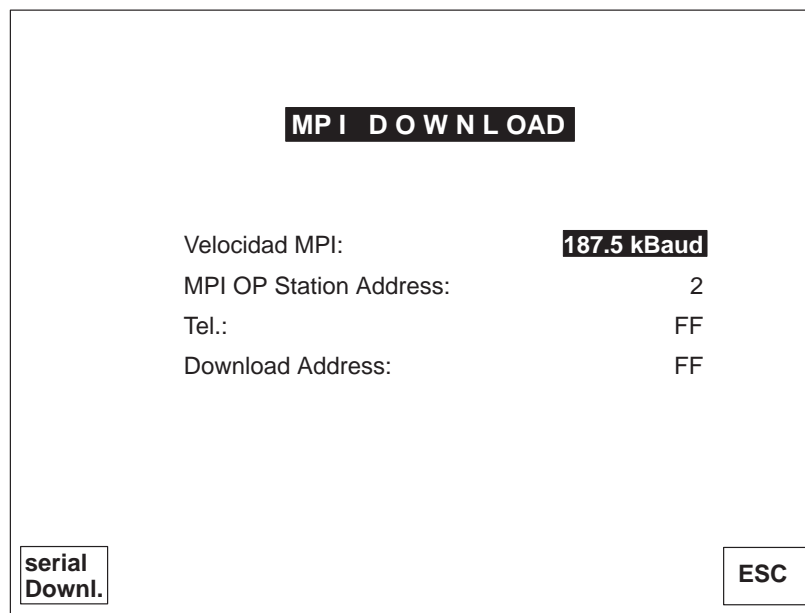 MPI DOWNLOAD
Velocidad MPI: 187.5 kBaud
MPI OP Station Address: 2
Tel.: FF
Download Address: FF
serial
Downl.
ESC